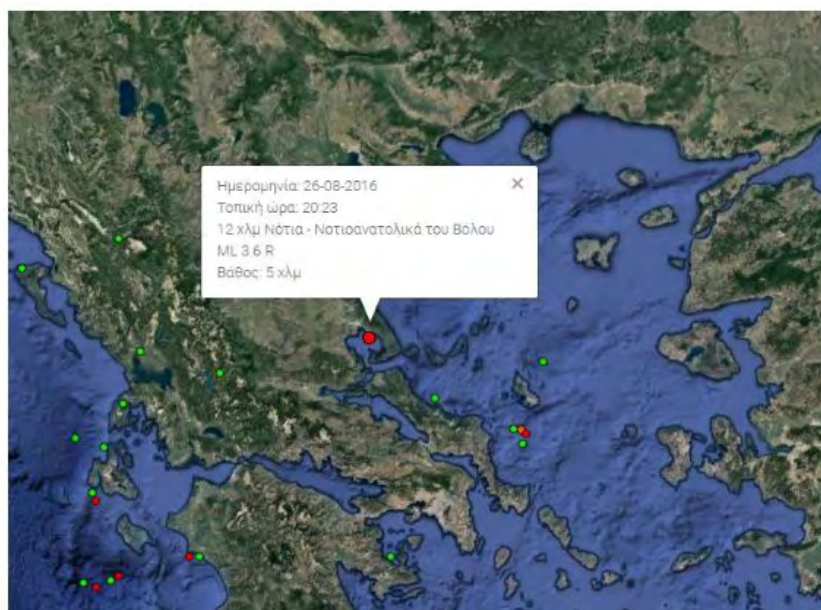 Ημερομηνία: 26-08-2016
Τοπική ώρα: 20:23
12 χλμ Νότια - Νοτιοανατολικά του Βόλου
ML 3.6 R
Βάθος: 5 χλμ